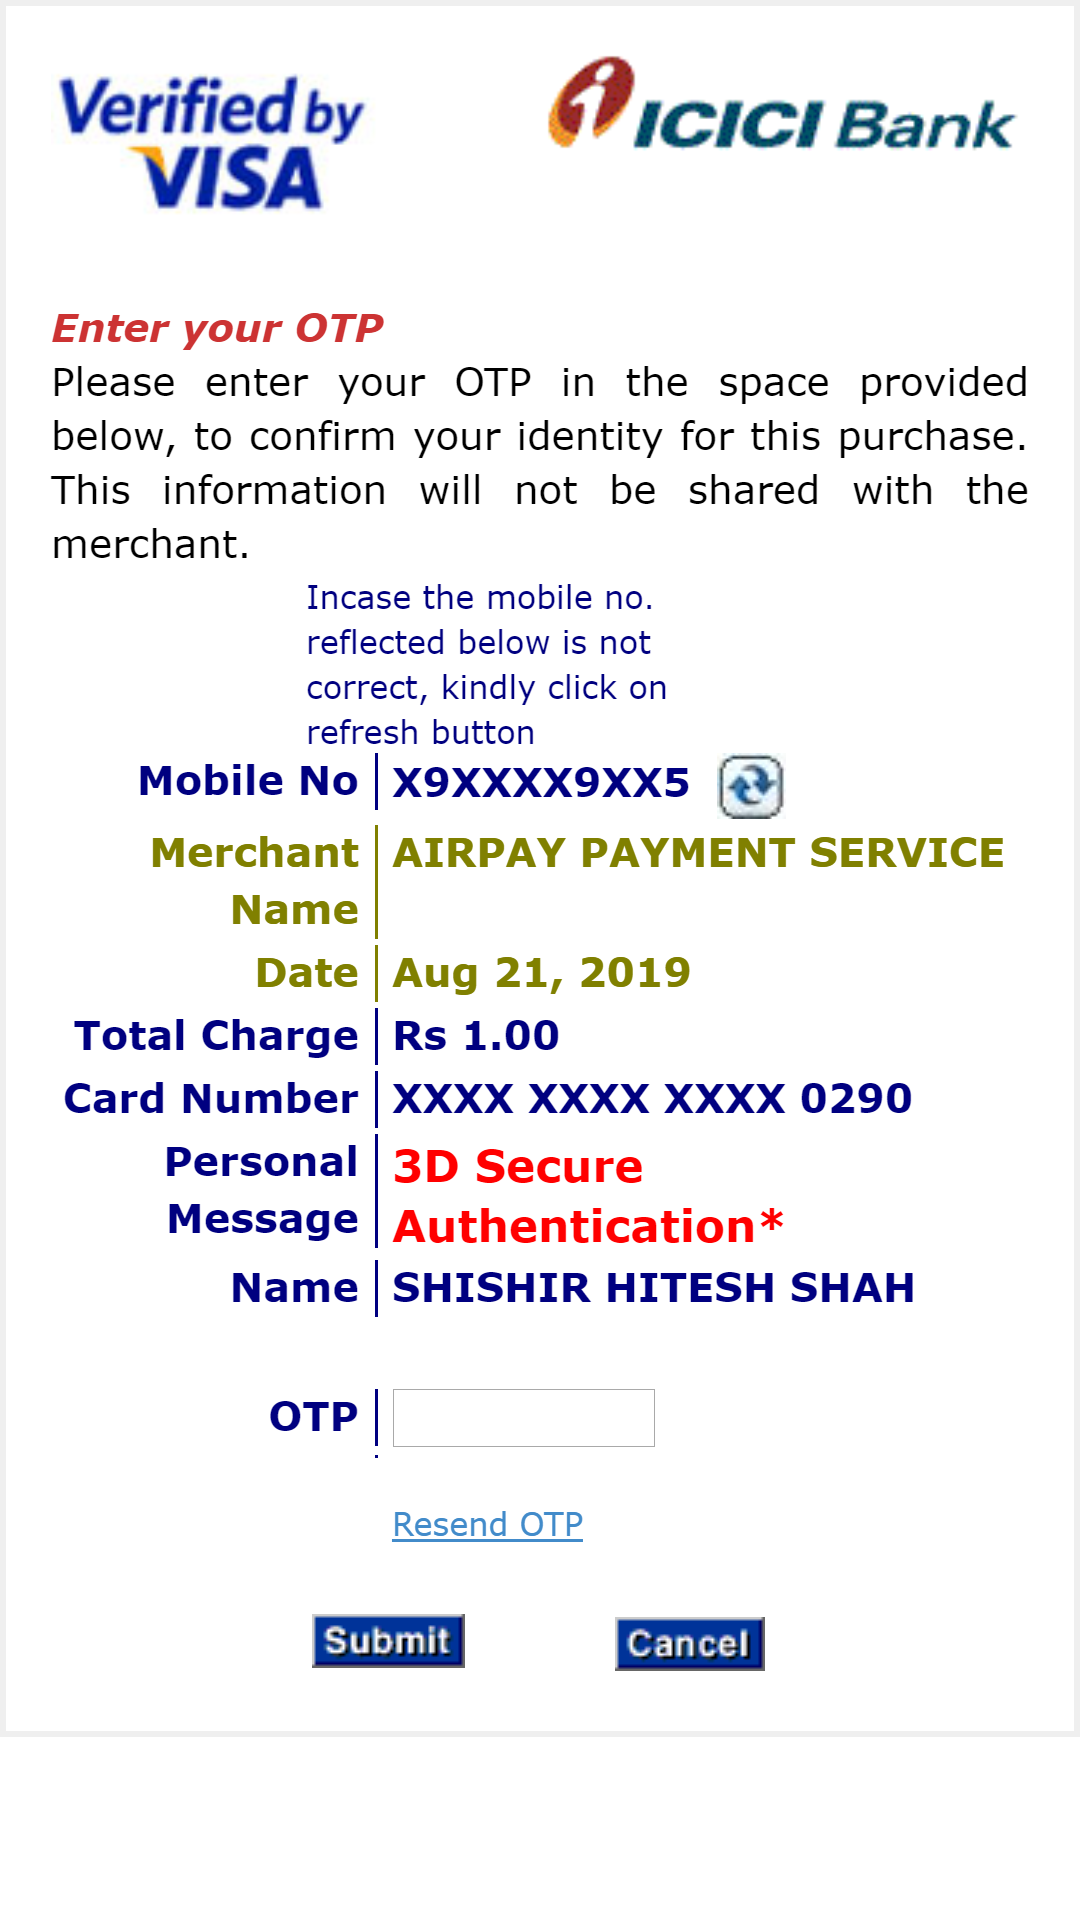 Verified by
VISA
ICICI Bank
Enter your OTP
Please enter your OTP in the space provided
below, to confirm your identity for this purchase.
This information will not be shared with the
merchant.
Incase the mobile no.
reflected below is not
correct, kindly click on
refresh button
Mobile No X9XXXX9XX5
Merchant Name AIRPAY PAYMENT SERVICE
Date Aug 21, 2019
Total Charge Rs 1.00
Card Number XXXX XXXX XXXX 0290
Personal Message 3D Secure Authentication*
Name SHISHIR HITESH SHAH
OTP
Resend OTP
Submit Cancel